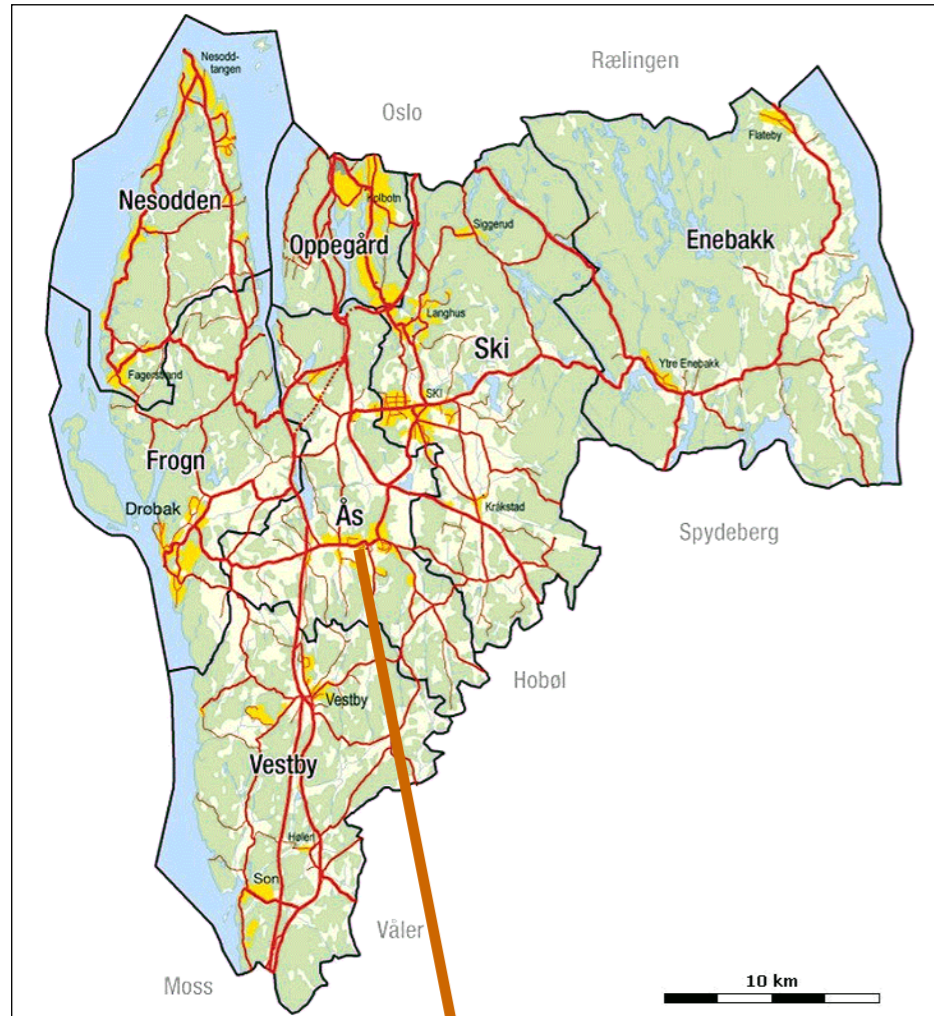 Nesodd-
tangen
Rælingen
Oslo
Flateby
Nesodden
Kolbotn
Siggerud
Oppegård
Enebakk
Langhus
Ski
Ytre Enebakk
Fagerstrand
SKI
Frogn
Drøbak
Ås
Kråkstad
Spydeberg
Hobøl
Vestby
Vestby
Hølen
Son
Våler
Moss
10 km